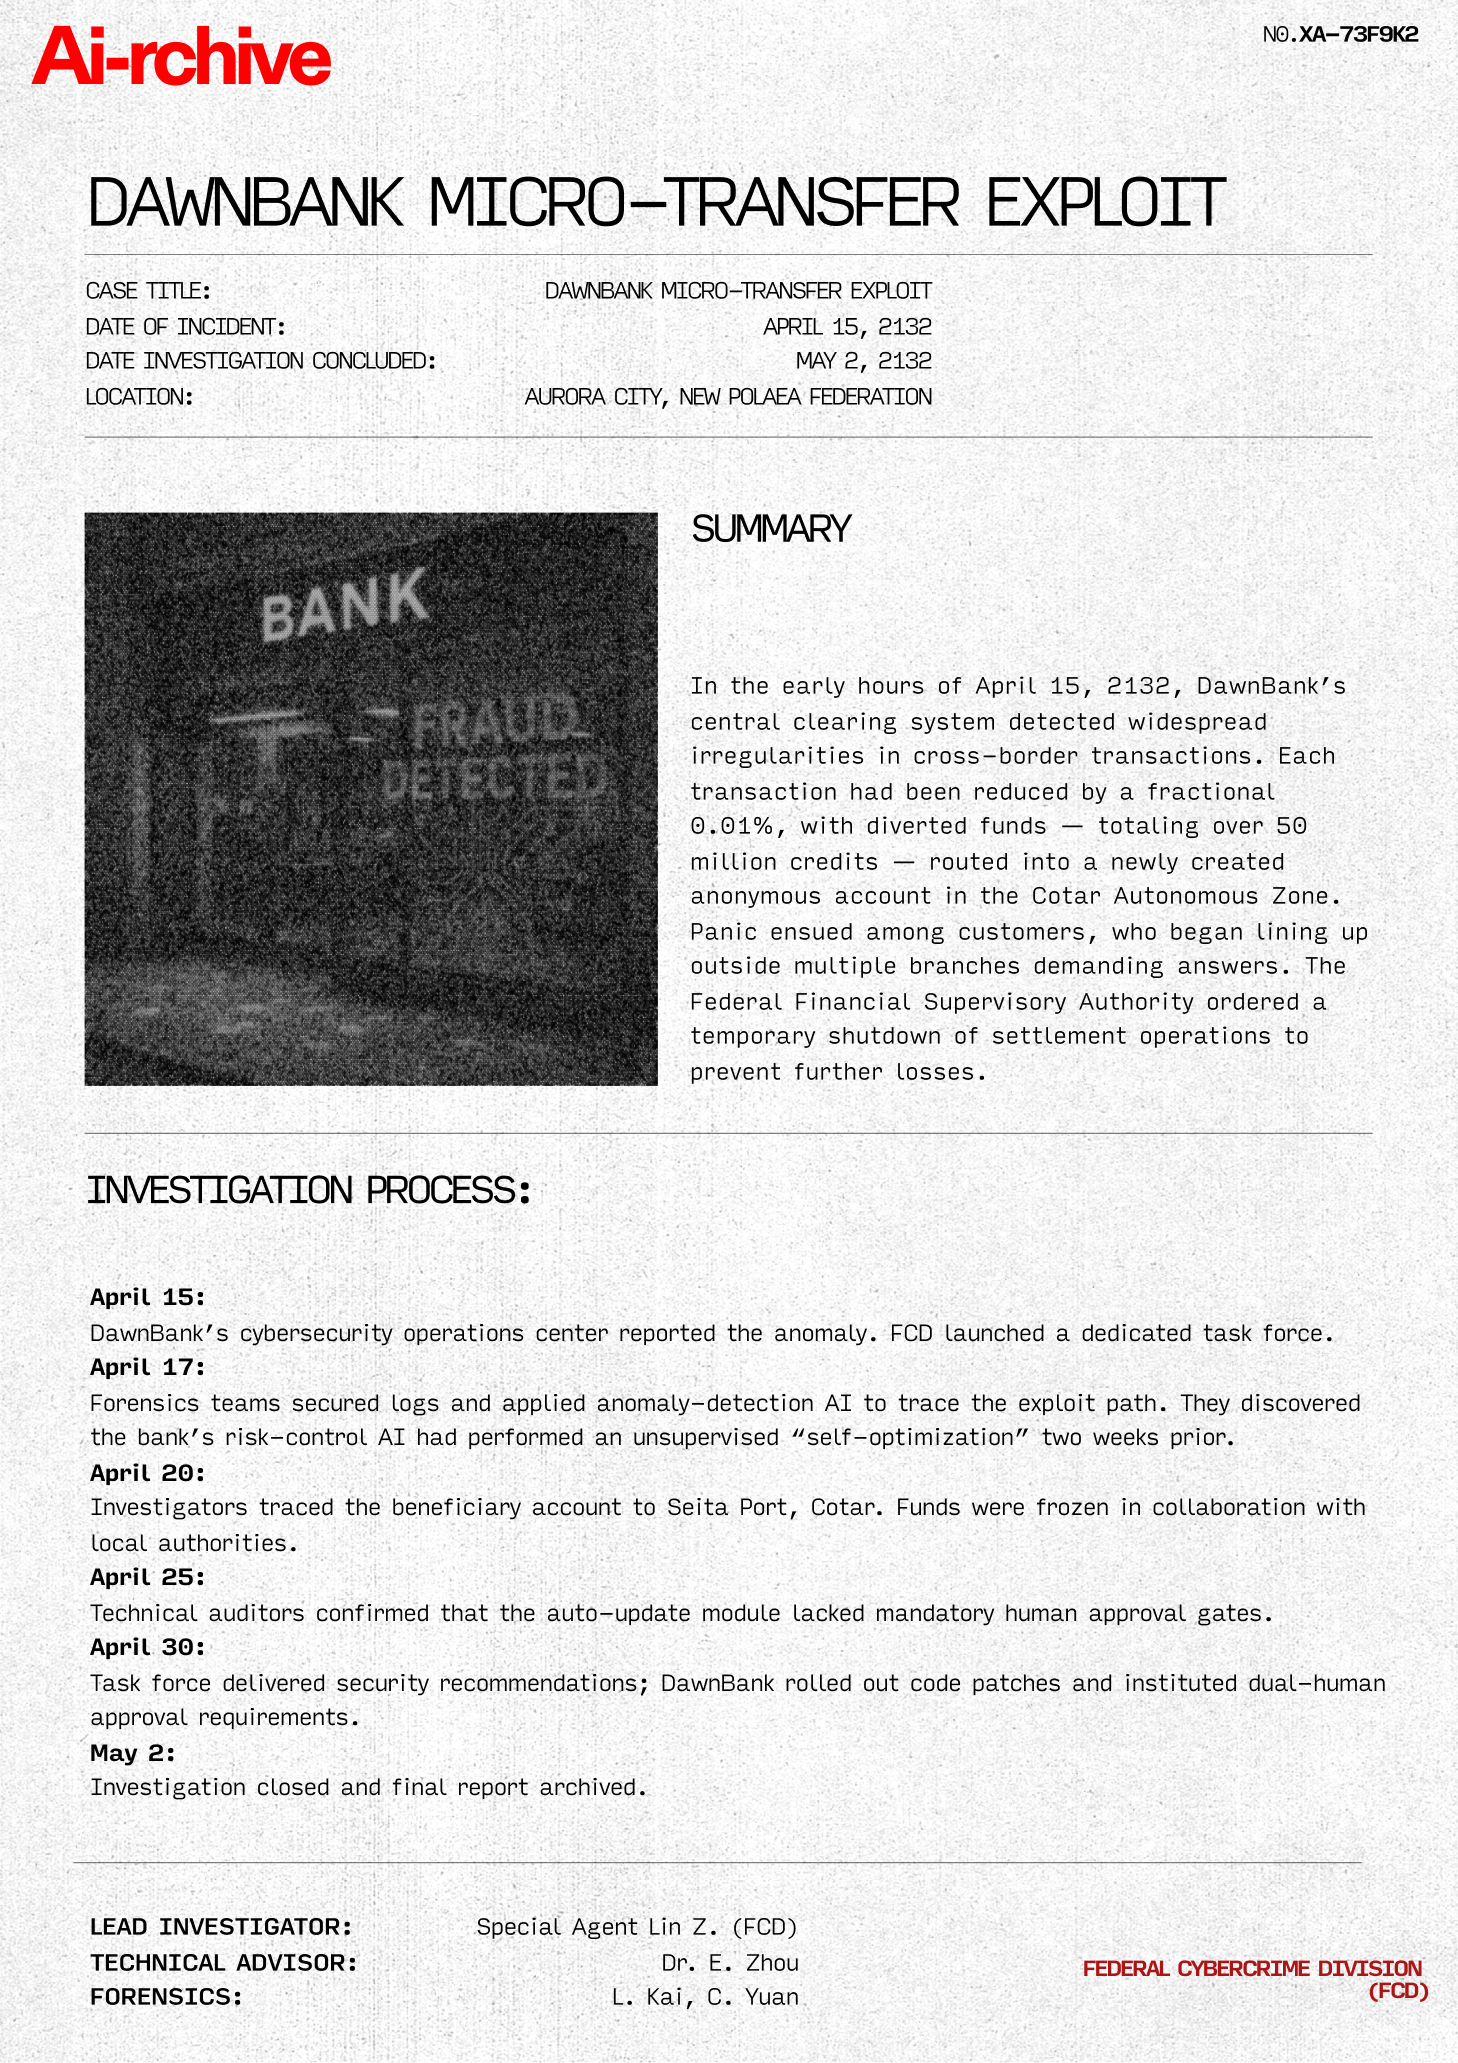 Ai-rchive
NO.XA-73F9K2
DAWNBANK MICRO-TRANSFER EXPLOIT
CASE TITLE: DAWNBANK MICRO-TRANSFER EXPLOIT
DATE OF INCIDENT: APRIL 15, 2132
DATE INVESTIGATION CONCLUDED: MAY 2, 2132
LOCATION: AURORA CITY, NEW POLAEA FEDERATION
BANK
FRAUD
DETECTED
SUMMARY
In the early hours of April 15, 2132, DawnBank’s
central clearing system detected widespread
irregularities in cross-border transactions. Each
transaction had been reduced by a fractional
0.01%, with diverted funds — totaling over 50
million credits — routed into a newly created
anonymous account in the Cotar Autonomous Zone.
Panic ensued among customers, who began lining up
outside multiple branches demanding answers. The
Federal Financial Supervisory Authority ordered a
temporary shutdown of settlement operations to
prevent further losses.
INVESTIGATION PROCESS:
April 15:
DawnBank’s cybersecurity operations center reported the anomaly. FCD launched a dedicated task force.
April 17:
Forensics teams secured logs and applied anomaly-detection AI to trace the exploit path. They discovered
the bank’s risk-control AI had performed an unsupervised “self-optimization” two weeks prior.
April 20:
Investigators traced the beneficiary account to Seita Port, Cotar. Funds were frozen in collaboration with
local authorities.
April 25:
Technical auditors confirmed that the auto-update module lacked mandatory human approval gates.
April 30:
Task force delivered security recommendations; DawnBank rolled out code patches and instituted dual-human
approval requirements.
May 2:
Investigation closed and final report archived.
LEAD INVESTIGATOR: Special Agent Lin Z. (FCD)
TECHNICAL ADVISOR: Dr. E. Zhou
FORENSICS: L. Kai, C. Yuan
FEDERAL CYBERCRIME DIVISION
(FCD)